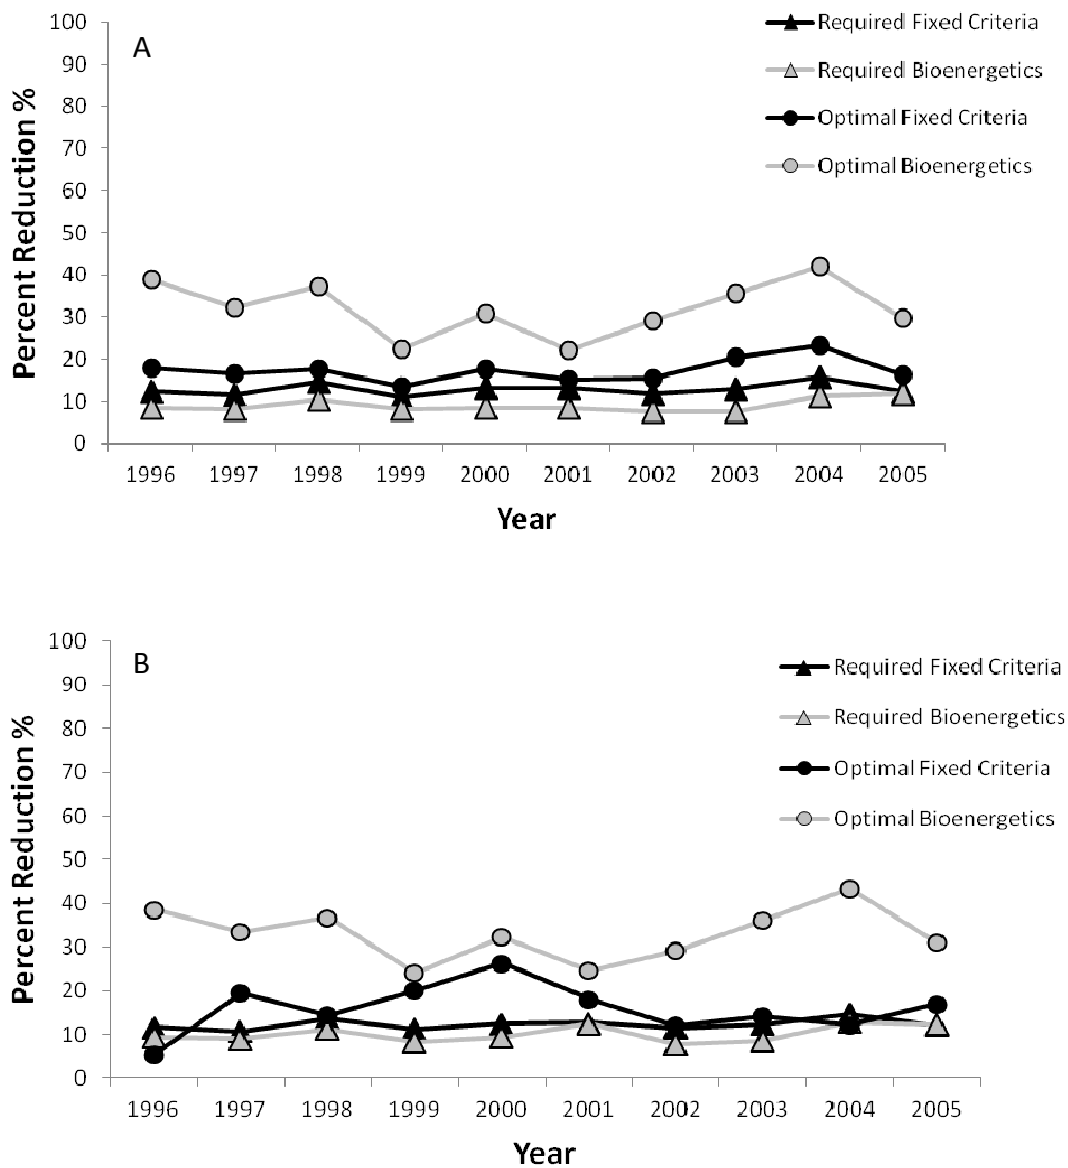 A
Percent Reduction %
100
90
80
70
60
50
40
30
20
10
0
1996 1997 1998 1999 2000 2001 2002 2003 2004 2005
Year
Required Fixed Criteria
Required Bioenergetics
Optimal Fixed Criteria
Optimal Bioenergetics
B
Percent Reduction %
100
90
80
70
60
50
40
30
20
10
0
1996 1997 1998 1999 2000 2001 2002 2003 2004 2005
Year
Required Fixed Criteria
Required Bioenergetics
Optimal Fixed Criteria
Optimal Bioenergetics